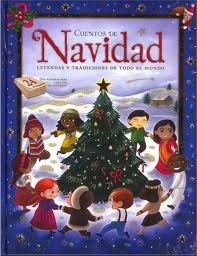 CUENTOS DE
Navidad
LEYENDAS Y TRADICIONES DE TODO EL MUNDO